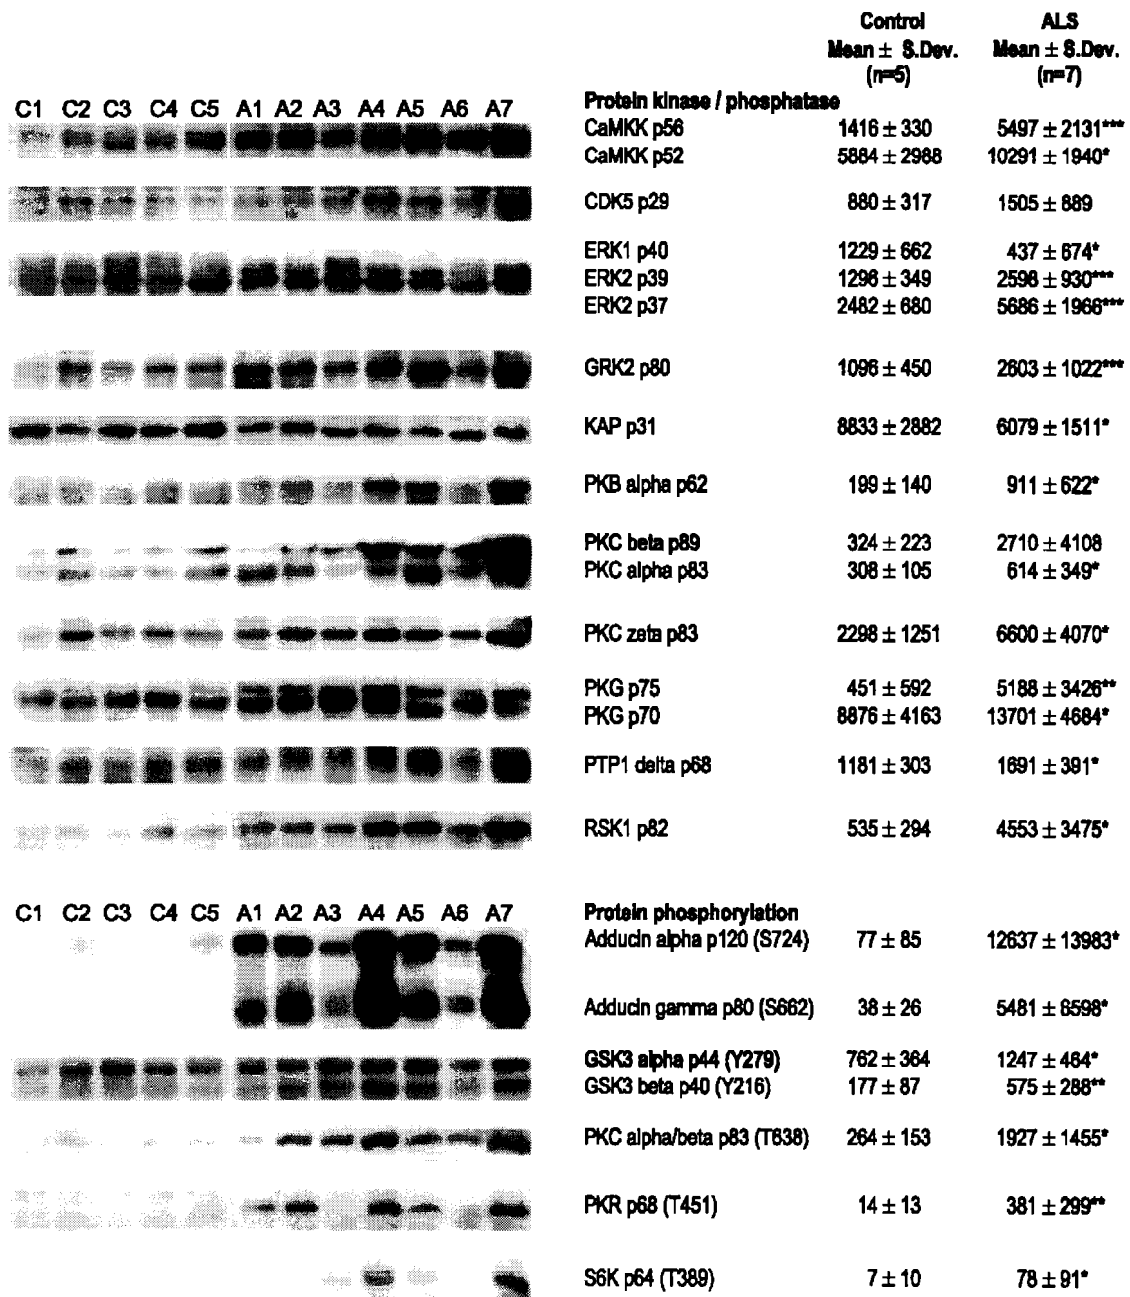 Control ALS
Mean ± S.Dev. Mean ± S.Dev.
(n=5) (n=7)
C1 C2 C3 C4 C5 A1 A2 A3 A4 A5 A6 A7 Protein kinase / phosphatase
CaMKK p56 1416 ± 330 5497 ± 2131***
CaMKK p52 5884 ± 2988 10291 ± 1940*
CDK5 p29 880 ± 317 1505 ± 889
ERK1 p40 1229 ± 662 437 ± 674*
ERK2 p39 1296 ± 349 2598 ± 930***
ERK2 p37 2482 ± 680 5686 ± 1966***
GRK2 p80 1096 ± 450 2603 ± 1022***
KAP p31 8833 ± 2882 6079 ± 1511*
PKB alpha p62 199 ± 140 911 ± 622*
PKC beta p89 324 ± 223 2710 ± 4108
PKC alpha p83 308 ± 105 614 ± 349*
PKC zeta p83 2298 ± 1251 6600 ± 4070*
PKG p75 451 ± 592 5188 ± 3426**
PKG p70 8876 ± 4163 13701 ± 4684*
PTP1 delta p68 1181 ± 303 1691 ± 391*
RSK1 p82 535 ± 294 4553 ± 3475*
C1 C2 C3 C4 C5 A1 A2 A3 A4 A5 A6 A7 Protein phosphorylation
Adducin alpha p120 (S724) 77 ± 85 12637 ± 13983*
Adducin gamma p80 (S662) 38 ± 26 5481 ± 6598*
GSK3 alpha p44 (Y279) 762 ± 364 1247 ± 464*
GSK3 beta p40 (Y216) 177 ± 87 575 ± 288**
PKC alpha/beta p83 (T638) 264 ± 153 1927 ± 1455*
PKR p68 (T451) 14 ± 13 381 ± 299**
S6K p64 (T389) 7 ± 10 78 ± 91*